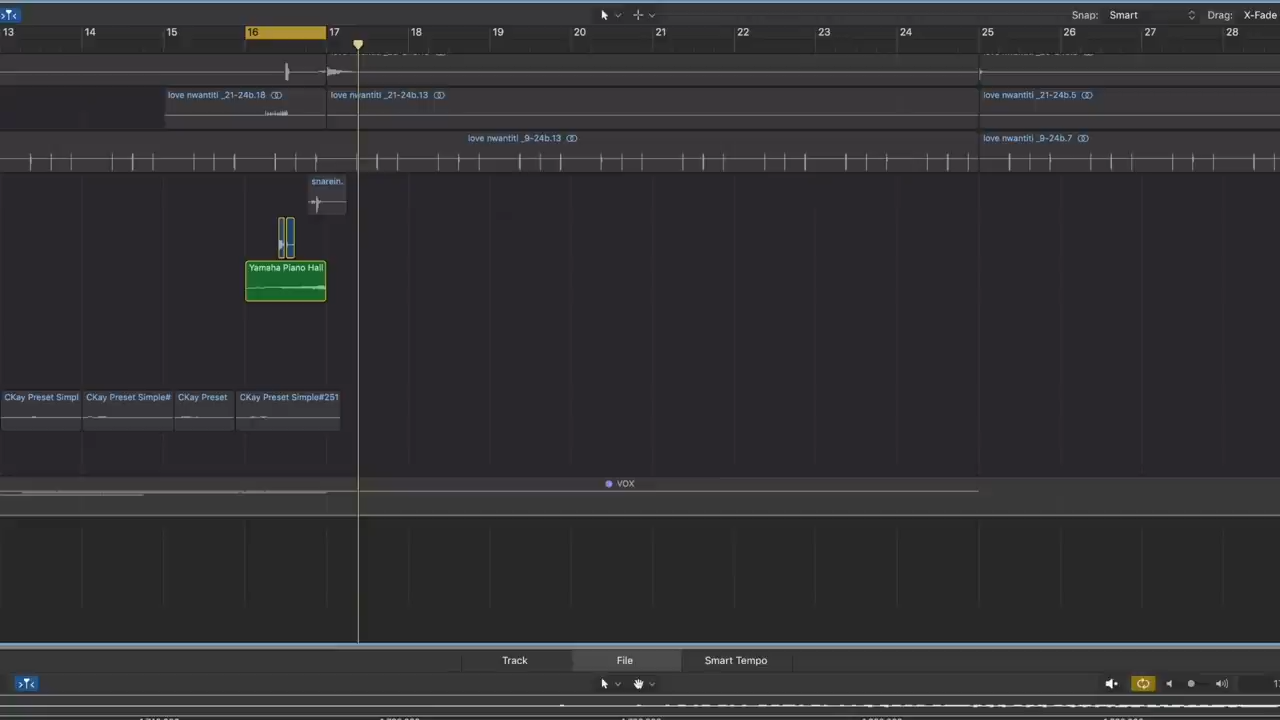 Snap: Smart Drag: X-Fade
13 14 15 16 17 18 19 20 21 22 23 24 25 26 27 28
love nwantiti _21-24b.18 love nwantiti _21-24b.13 love nwantiti _21-24b.5
love nwantiti _9-24b.13 love nwantiti _9-24b.7
snarein.
Yamaha Piano Hall
CKay Preset Simpl CKay Preset Simple# CKay Preset CKay Preset Simple#251
VOX
Track File Smart Tempo